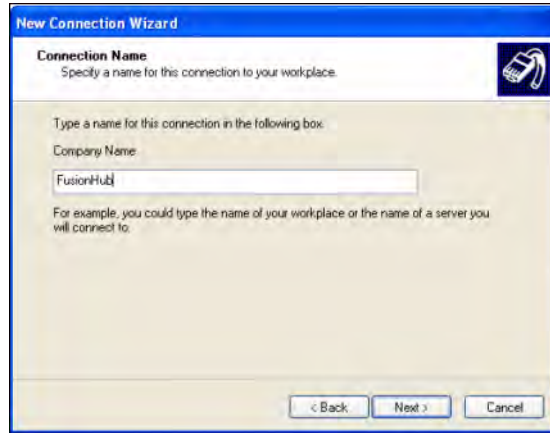 New Connection Wizard
Connection Name
Specify a name for this connection to your workplace.
Type a name for this connection in the following box.
Company Name
FusionHub
For example, you could type the name of your workplace or the name of a server you
will connect to.
< Back Next > Cancel